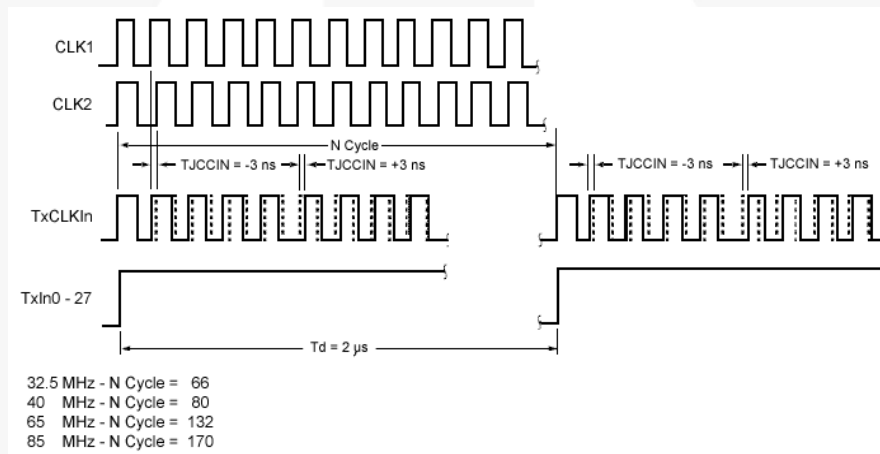 CLK1
CLK2
N Cycle
TJCCIN = -3 ns
TJCCIN = +3 ns
TJCCIN = -3 ns
TJCCIN = +3 ns
TxCLKIn
TxIn0 - 27
Td = 2 µs
32.5 MHz - N Cycle = 66
40 MHz - N Cycle = 80
65 MHz - N Cycle = 132
85 MHz - N Cycle = 170